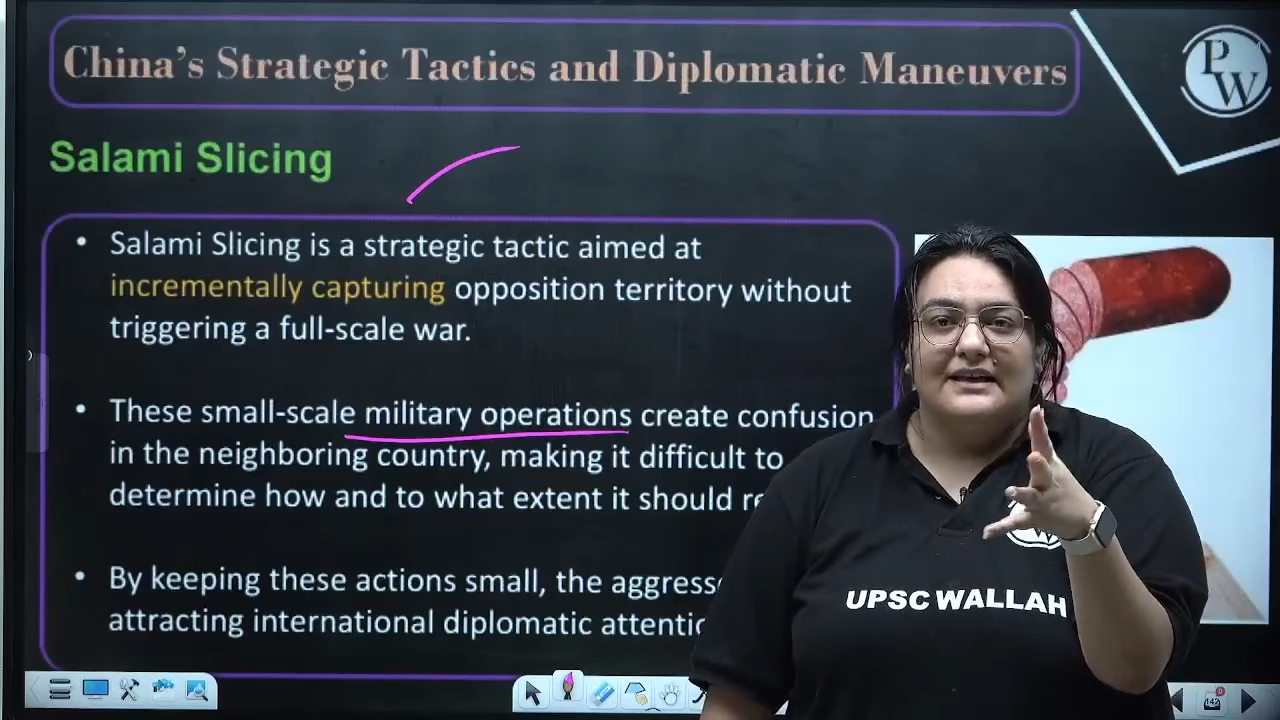 China's Strategic Tactics and Diplomatic Maneuvers
PW
Salami Slicing
• Salami Slicing is a strategic tactic aimed at
incrementally capturing opposition territory without
triggering a full-scale war.
• These small-scale military operations create confusion
in the neighboring country, making it difficult to
determine how and to what extent it should
• By keeping these actions small, the
attracting international diplomatic
UPSC WALLAH
142